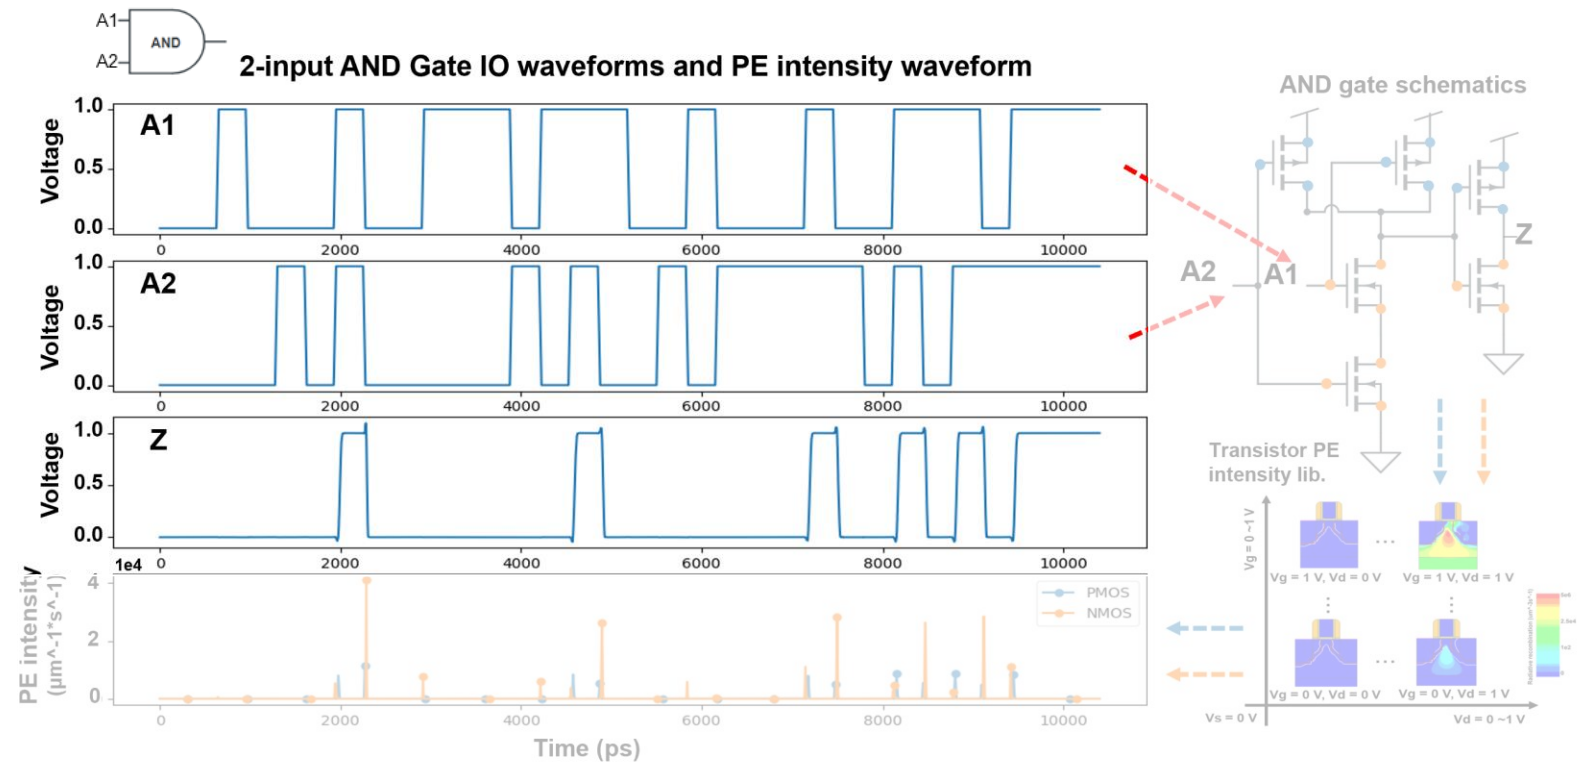 A1
AND
A2
2-input AND Gate IO waveforms and PE intensity waveform
AND gate schematics
A1
Voltage
1.0
0.5
0.0
0 2000 4000 6000 8000 10000
A2
Voltage
1.0
0.5
0.0
0 2000 4000 6000 8000 10000
Z
Voltage
1.0
0.5
0.0
0 2000 4000 6000 8000 10000
1e4
PE intensity
(μm^-1*s^-1)
4
2
0
PMOS
NMOS
0 2000 4000 6000 8000 10000
Time (ps)
A2 A1
Z
Transistor PE
intensity lib.
Vg = 0 ~1 V
Vg = 1 V, Vd = 0 V
Vg = 1 V, Vd = 1 V
Vg = 0 V, Vd = 0 V
Vg = 0 V, Vd = 1 V
Vs = 0 V
Vd = 0 ~1 V